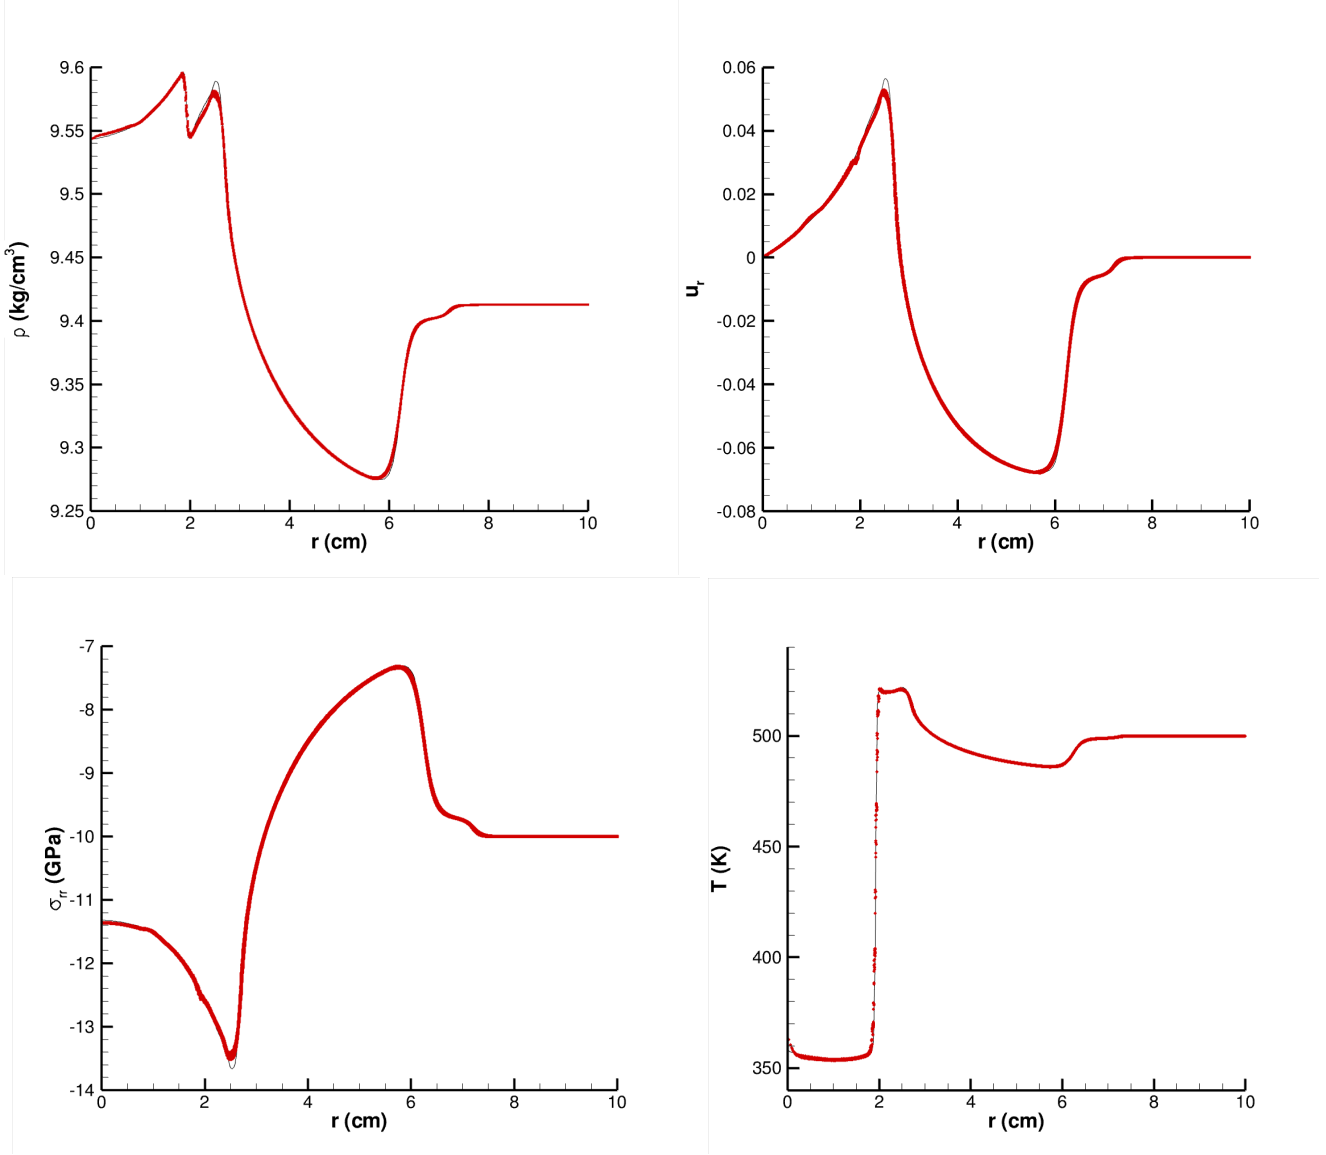 9.6
9.55
9.5
9.45
9.4
9.35
9.3
9.25
ρ (kg/cm³)
0 2 4 6 8 10
r (cm)
0.06
0.04
0.02
0
-0.02
-0.04
-0.06
-0.08
uᵣ
0 2 4 6 8 10
r (cm)
-7
-8
-9
-10
-11
-12
-13
-14
σᵣᵣ (GPa)
0 2 4 6 8 10
r (cm)
500
450
400
350
T (K)
0 2 4 6 8 10
r (cm)